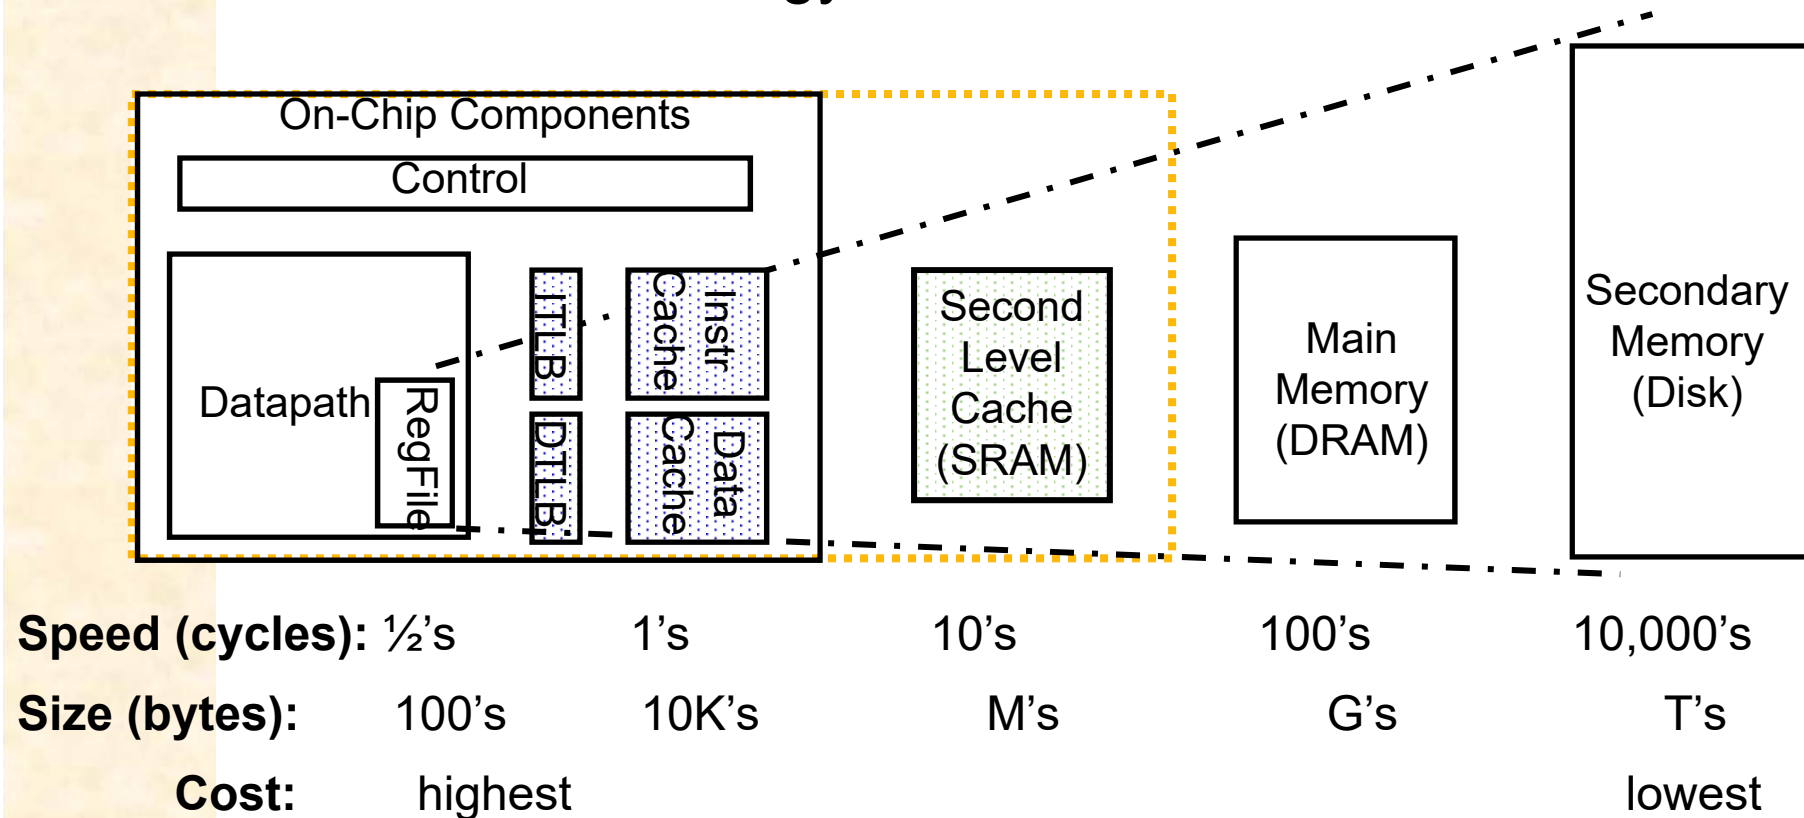 On-Chip Components
Control
Datapath
RegFile
ITLB
DTLB
Instr
Cache
Data
Cache
Second
Level
Cache
(SRAM)
Main
Memory
(DRAM)
Secondary
Memory
(Disk)
Speed (cycles): ½’s 1’s 10’s 100’s 10,000’s
Size (bytes): 100’s 10K’s M’s G’s T’s
Cost: highest lowest